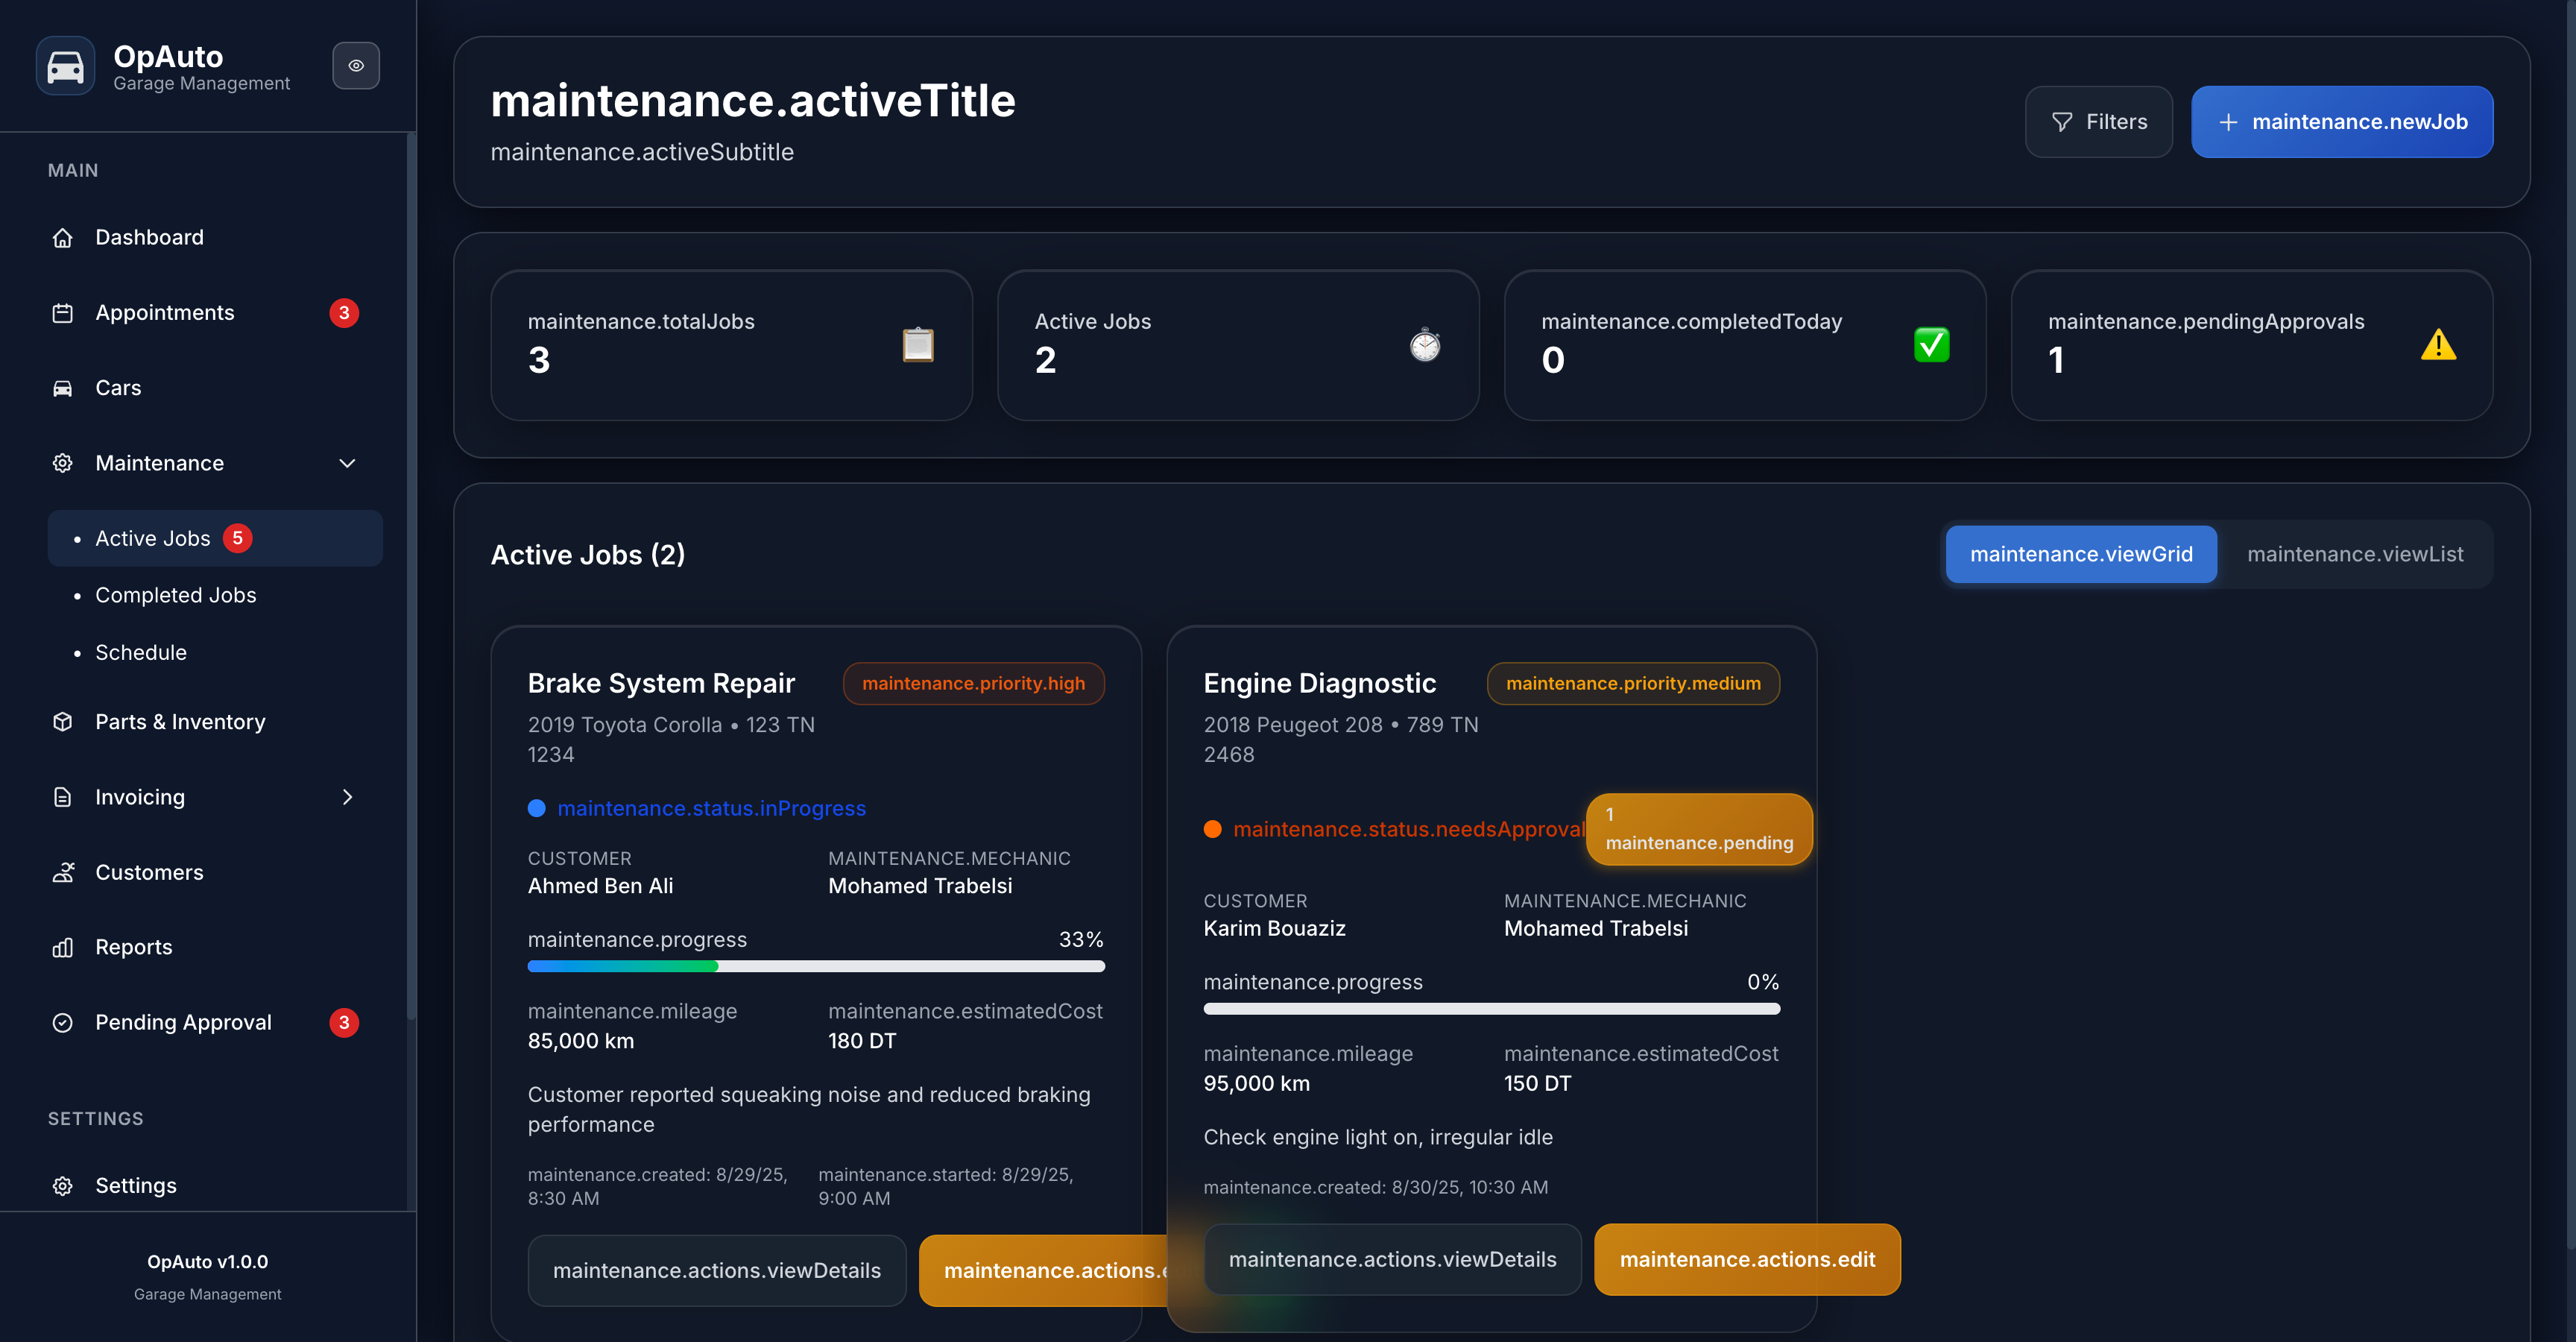 OpAuto
Garage Management
MAIN
Dashboard
Appointments 3
Cars
Maintenance
• Active Jobs 5
• Completed Jobs
• Schedule
Parts & Inventory
Invoicing
Customers
Reports
Pending Approval 3
SETTINGS
Settings
OpAuto v1.0.0
Garage Management
maintenance.activeTitle
maintenance.activeSubtitle
Filters
+ maintenance.newJob
maintenance.totalJobs
3
Active Jobs
2
maintenance.completedToday
0
maintenance.pendingApprovals
1
Active Jobs (2)
maintenance.viewGrid
maintenance.viewList
Brake System Repair
maintenance.priority.high
2019 Toyota Corolla • 123 TN
1234
maintenance.status.inProgress
CUSTOMER
Ahmed Ben Ali
MAINTENANCE.MECHANIC
Mohamed Trabelsi
maintenance.progress 33%
maintenance.mileage
85,000 km
maintenance.estimatedCost
180 DT
Customer reported squeaking noise and reduced braking
performance
maintenance.created: 8/29/25,
8:30 AM
maintenance.started: 8/29/25,
9:00 AM
maintenance.actions.viewDetails
maintenance.actions.
Engine Diagnostic
maintenance.priority.medium
2018 Peugeot 208 • 789 TN
2468
maintenance.status.needsApproval
1
maintenance.pending
CUSTOMER
Karim Bouaziz
MAINTENANCE.MECHANIC
Mohamed Trabelsi
maintenance.progress 0%
maintenance.mileage
95,000 km
maintenance.estimatedCost
150 DT
Check engine light on, irregular idle
maintenance.created: 8/30/25, 10:30 AM
maintenance.actions.viewDetails
maintenance.actions.edit